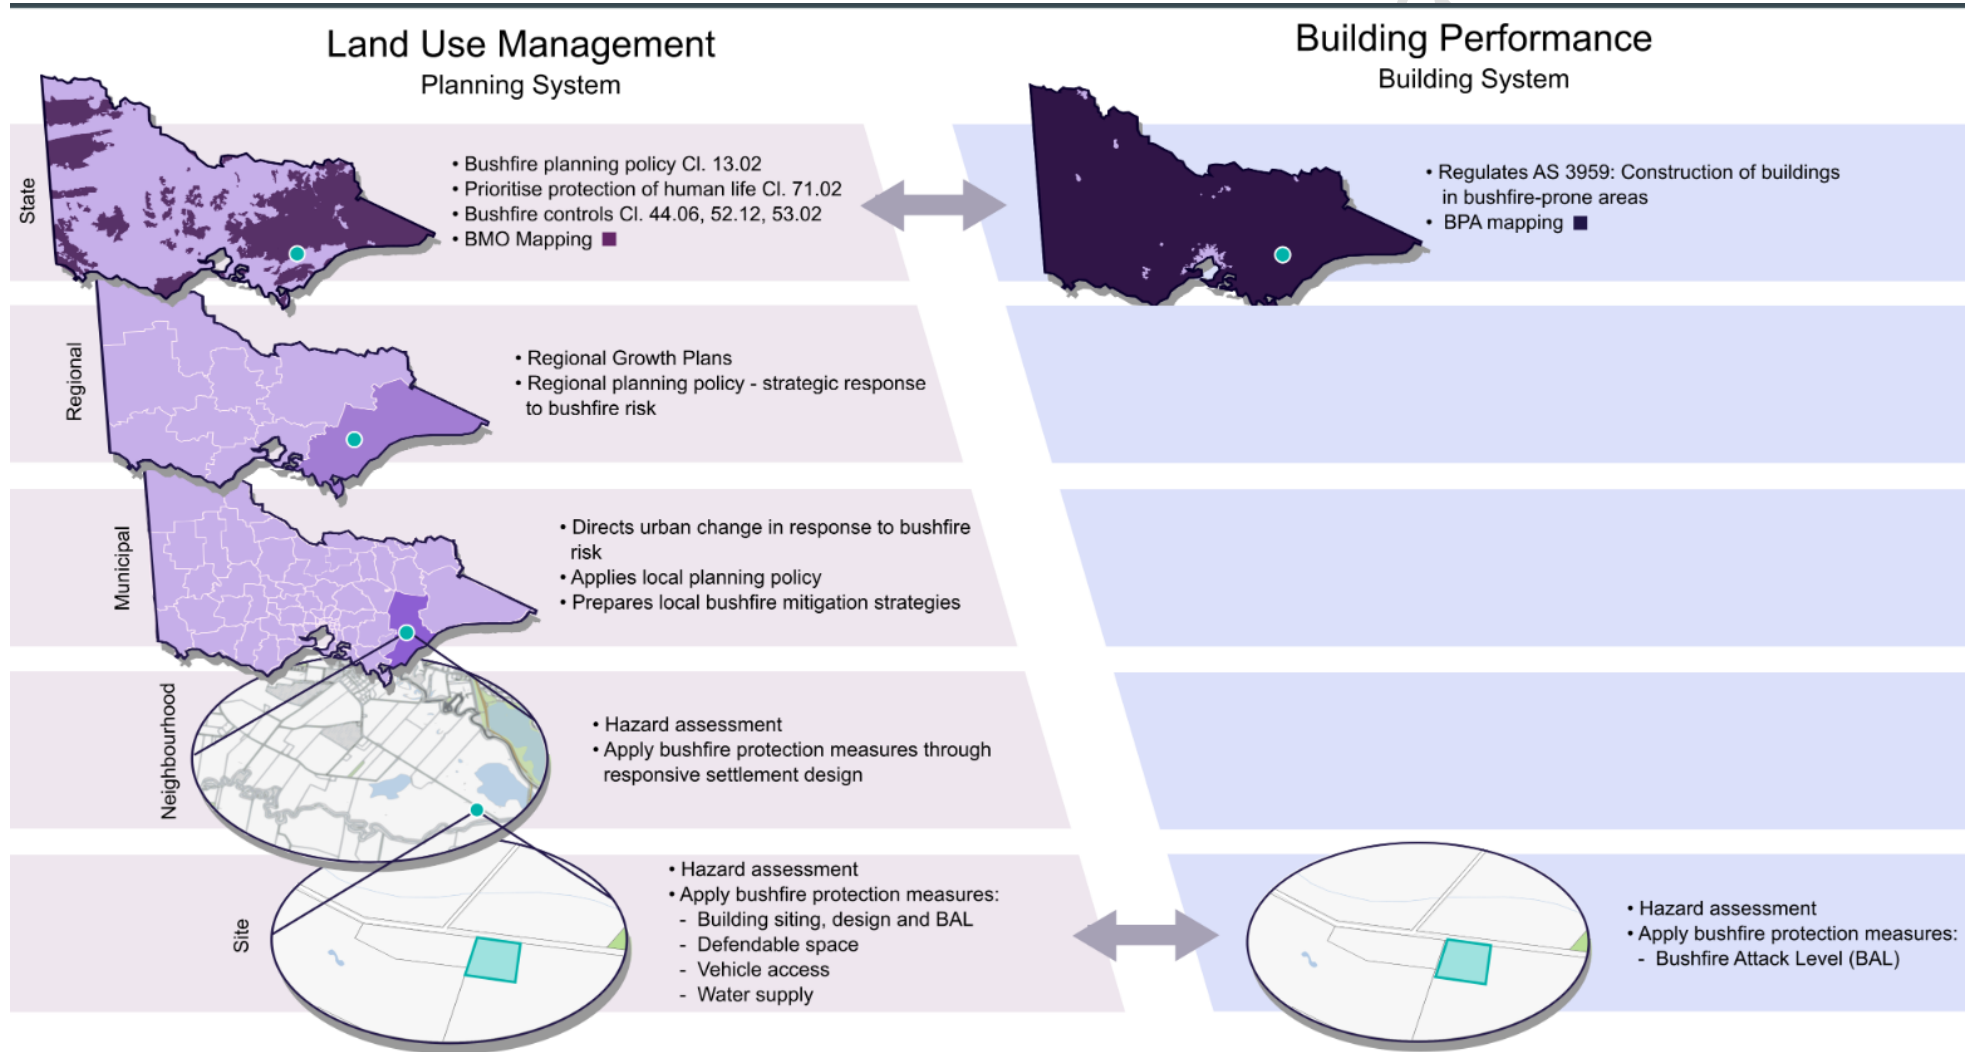 Land Use Management
Planning System
Building Performance
Building System
State
• Bushfire planning policy Cl. 13.02
• Prioritise protection of human life Cl. 71.02
• Bushfire controls Cl. 44.06, 52.12, 53.02
• BMO Mapping
• Regulates AS 3959: Construction of buildings
in bushfire-prone areas
• BPA mapping
Regional
• Regional Growth Plans
• Regional planning policy - strategic response
to bushfire risk
Municipal
• Directs urban change in response to bushfire
risk
• Applies local planning policy
• Prepares local bushfire mitigation strategies
Neighbourhood
• Hazard assessment
• Apply bushfire protection measures through
responsive settlement design
Site
• Hazard assessment
• Apply bushfire protection measures:
- Building siting, design and BAL
- Defendable space
- Vehicle access
- Water supply
• Hazard assessment
• Apply bushfire protection measures:
- Bushfire Attack Level (BAL)